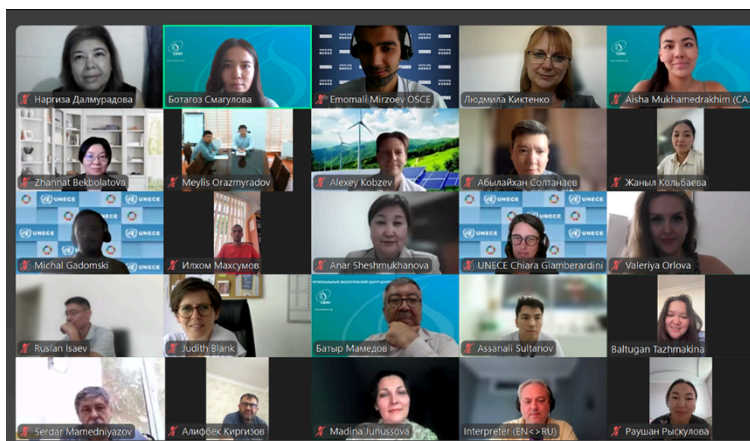 Наргиза Далмурадова
Ботагоз Смагулова
Emomali Mirzoev OSCE
Людмила Киктенко
Aisha Mukhamedrakhim (CA
Zhannat Bekbolatova
Meylis Orazmyradov
Alexey Kobzev
Абылайхан Солтанаев
Жаныл Кольбаева
UNECE
Michal Gadomski
Илхом Махсумов
Anar Sheshmukhanova
UNECE
UNECE Chiara Giamberardini
Valeriya Orlova
Ruslan Isaev
Judith Blank
Батыр Мамедов
Assanali Sultanov
Baltugan Tazhmakina
Serdar Mamedniyazov
Алифбек Киргизов
Madina Junussova
Interpreter (EN<>RU)
Раушан Рыскулова